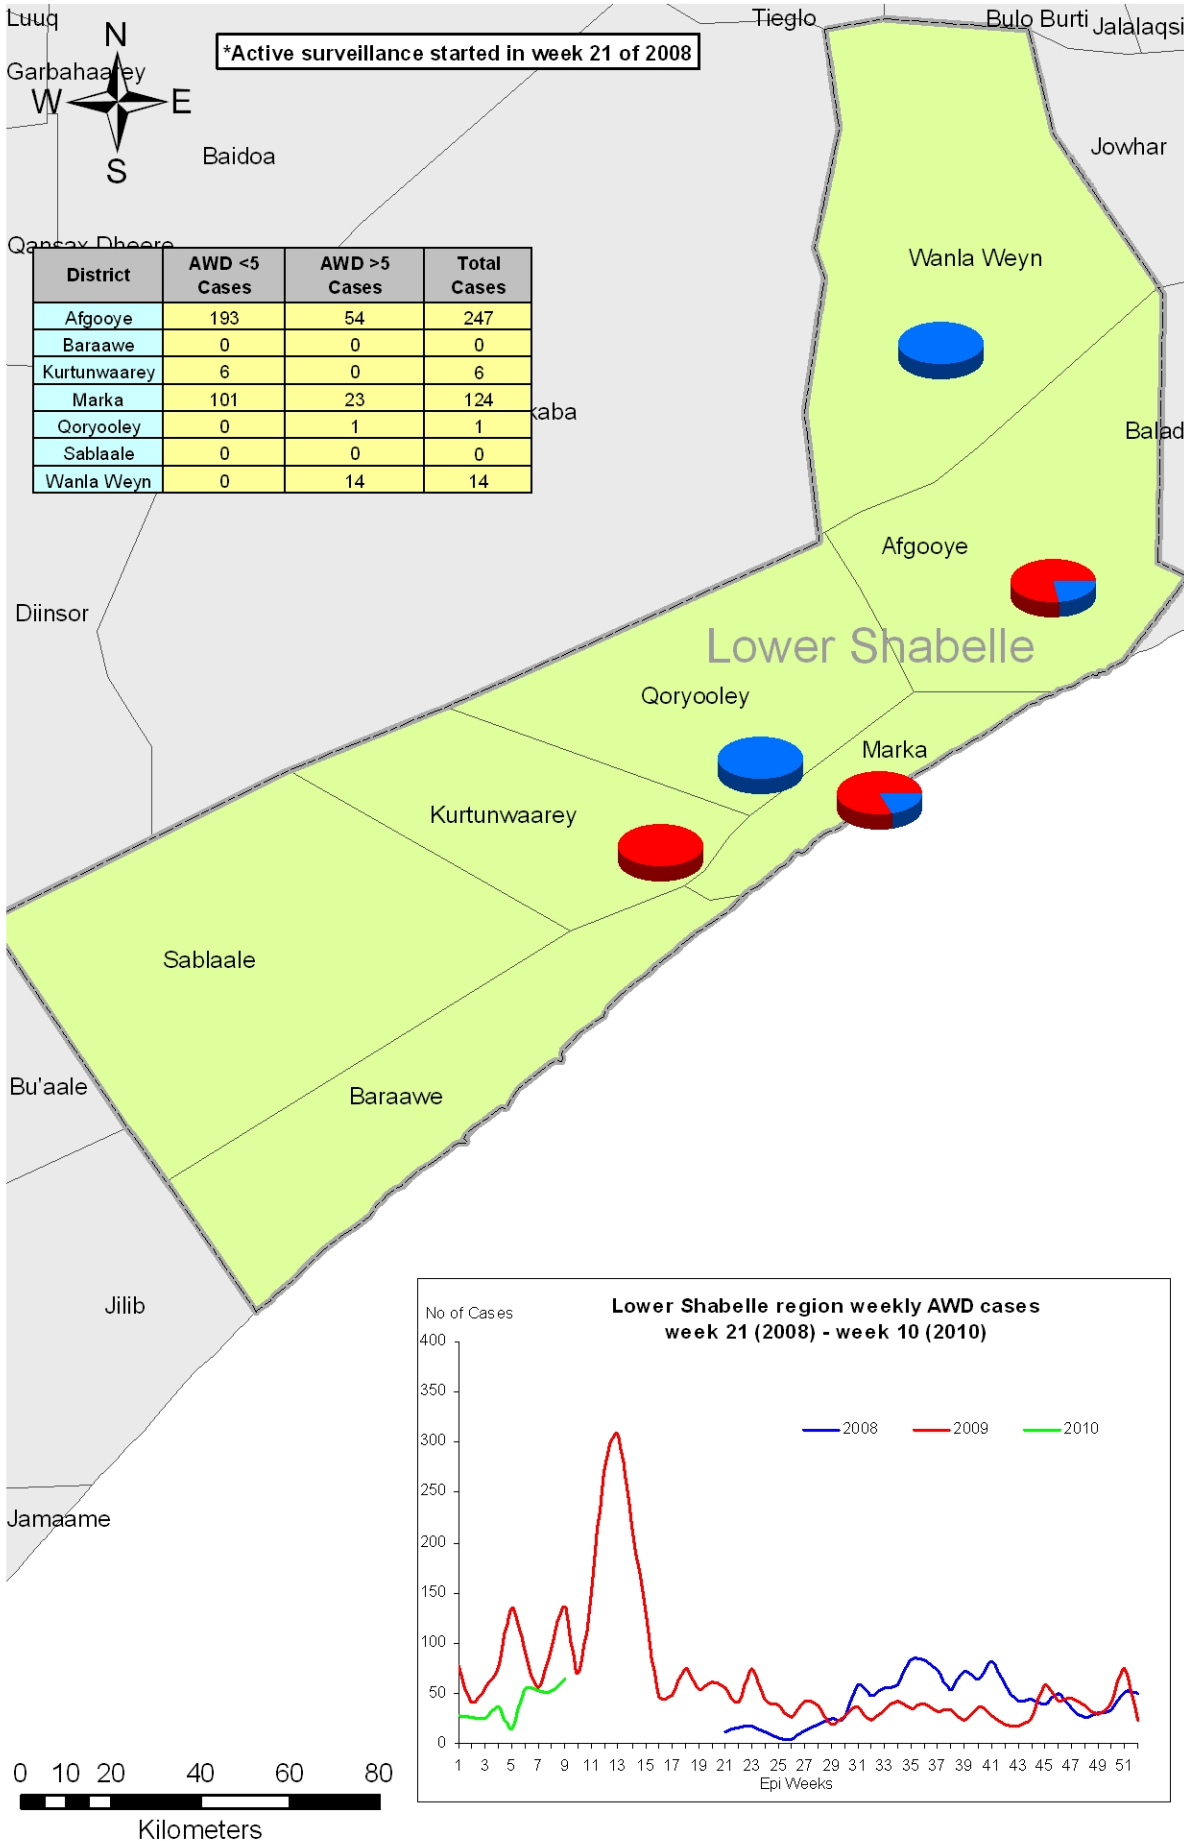 Luuq
Tieglo
Bulo Burti
Jalalaqsi
N
*Active surveillance started in week 21 of 2008
Garbahaarey
W
E
S
Baidoa
Jowhar
Qansax Dheere
Wanla Weyn
District AWD <5 Cases AWD >5 Cases Total Cases
Afgooye 193 54 247
Baraawe 0 0 0
Kurtunwaarey 6 0 6
Marka 101 23 124
Qoryooley 0 1 1
Sablaale 0 0 0
Wanla Weyn 0 14 14
kaba
Balad
Afgooye
Diinsor
Lower Shabelle
Qoryooley
Marka
Kurtunwaarey
Sablaale
Bu'aale
Baraawe
Jilib
Jamaame
No of Cases
Lower Shabelle region weekly AWD cases
week 21 (2008) - week 10 (2010)
400
350
300
250
200
150
100
50
0
2008 2009 2010
1 3 5 7 9 11 13 15 17 19 21 23 25 27 29 31 33 35 37 39 41 43 45 47 49 51
Epi Weeks
0 10 20 40 60 80
Kilometers